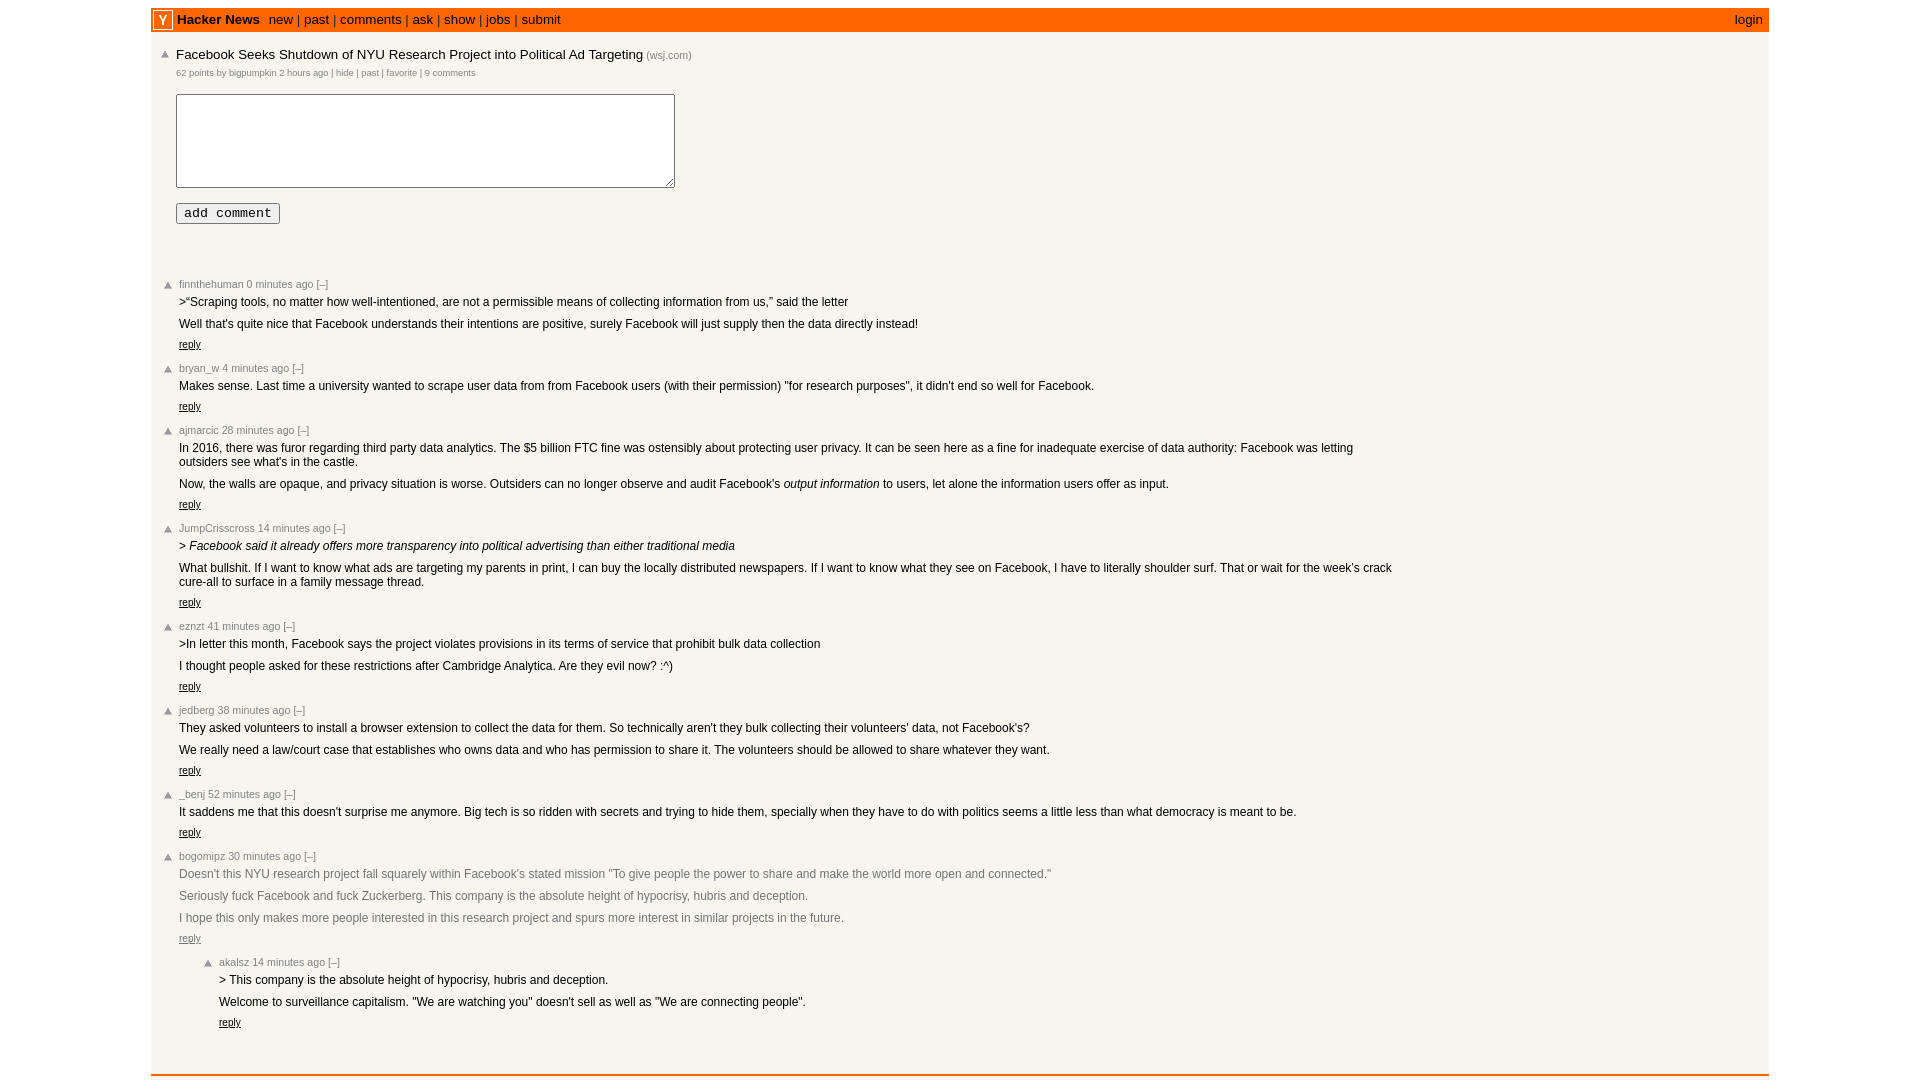 Y Hacker News new | past | comments | ask | show | jobs | submit login
Facebook Seeks Shutdown of NYU Research Project into Political Ad Targeting (wsj.com)
62 points by bigpumpkin 2 hours ago | hide | past | favorite | 9 comments
add comment
finnthehuman 0 minutes ago [–]
>“Scraping tools, no matter how well-intentioned, are not a permissible means of collecting information from us,” said the letter
Well that's quite nice that Facebook understands their intentions are positive, surely Facebook will just supply then the data directly instead!
reply
bryan_w 4 minutes ago [–]
Makes sense. Last time a university wanted to scrape user data from from Facebook users (with their permission) "for research purposes", it didn't end so well for Facebook.
reply
ajmarcic 28 minutes ago [–]
In 2016, there was furor regarding third party data analytics. The $5 billion FTC fine was ostensibly about protecting user privacy. It can be seen here as a fine for inadequate exercise of data authority: Facebook was letting
outsiders see what's in the castle.
Now, the walls are opaque, and privacy situation is worse. Outsiders can no longer observe and audit Facebook's output information to users, let alone the information users offer as input.
reply
JumpCrisscross 14 minutes ago [–]
> Facebook said it already offers more transparency into political advertising than either traditional media
What bullshit. If I want to know what ads are targeting my parents in print, I can buy the locally distributed newspapers. If I want to know what they see on Facebook, I have to literally shoulder surf. That or wait for the week’s crack
cure-all to surface in a family message thread.
reply
eznzt 41 minutes ago [–]
>In letter this month, Facebook says the project violates provisions in its terms of service that prohibit bulk data collection
I thought people asked for these restrictions after Cambridge Analytica. Are they evil now? :^)
reply
jedberg 38 minutes ago [–]
They asked volunteers to install a browser extension to collect the data for them. So technically aren't they bulk collecting their volunteers' data, not Facebook's?
We really need a law/court case that establishes who owns data and who has permission to share it. The volunteers should be allowed to share whatever they want.
reply
_benj 52 minutes ago [–]
It saddens me that this doesn't surprise me anymore. Big tech is so ridden with secrets and trying to hide them, specially when they have to do with politics seems a little less than what democracy is meant to be.
reply
bogomipz 30 minutes ago [–]
Doesn't this NYU research project fall squarely within Facebook's stated mission "To give people the power to share and make the world more open and connected."
Seriously fuck Facebook and fuck Zuckerberg. This company is the absolute height of hypocrisy, hubris and deception.
I hope this only makes more people interested in this research project and spurs more interest in similar projects in the future.
reply
akalsz 14 minutes ago [–]
> This company is the absolute height of hypocrisy, hubris and deception.
Welcome to surveillance capitalism. "We are watching you" doesn't sell as well as "We are connecting people".
reply